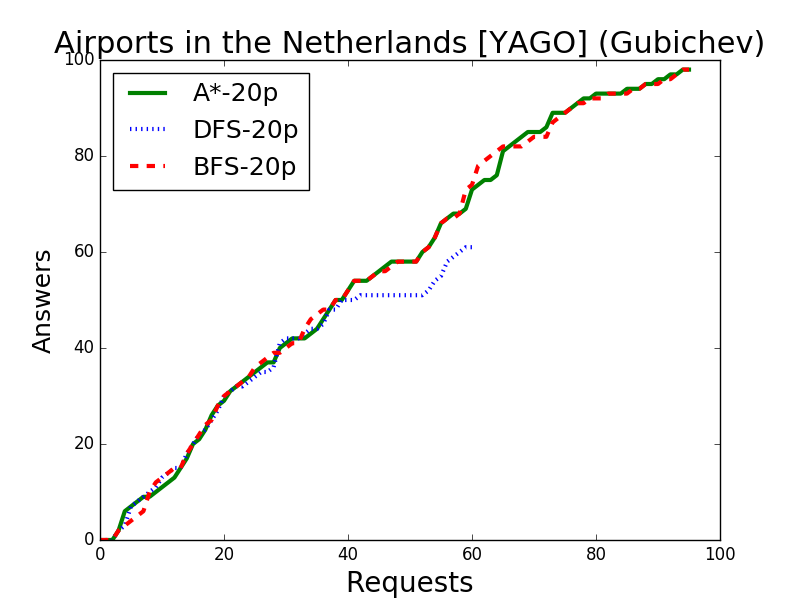 Airports in the Netherlands [YAGO] (Gubichev)
100
80
60
40
20
0
A*-20p
DFS-20p
BFS-20p
Answers
0 20 40 60 80 100
Requests